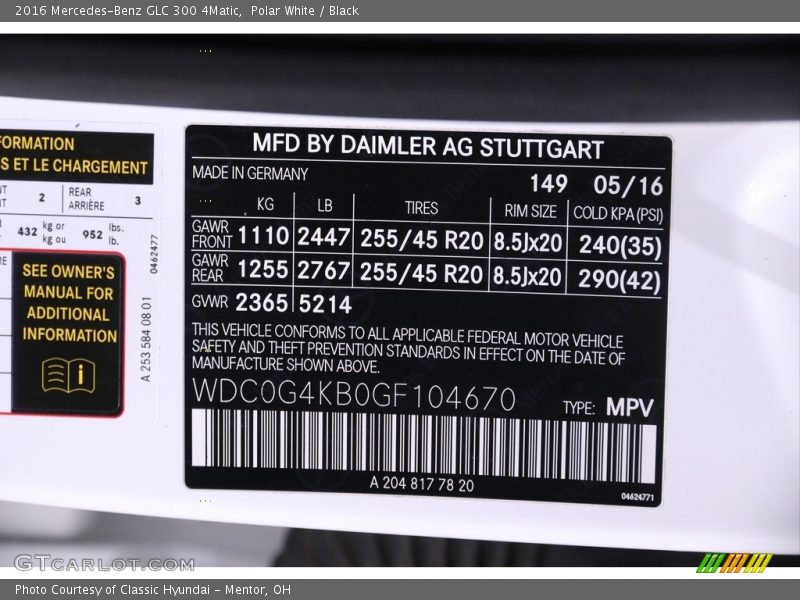 2016 Mercedes-Benz GLC 300 4Matic,  Polar White / Black
FORMATION
S ET LE CHARGEMENT
2 REAR ARRIÈRE 3
432 kg or kg ou 952 lbs. lb.
SEE OWNER'S
MANUAL FOR
ADDITIONAL
INFORMATION
0462477
A 253 584 08 01
MFD BY DAIMLER AG STUTTGART
MADE IN GERMANY
149 05/16
KG LB TIRES RIM SIZE COLD KPA(PSI)
GAWR FRONT 1110 2447 255/45 R20 8.5Jx20 240(35)
GAWR REAR 1255 2767 255/45 R20 8.5Jx20 290(42)
GVWR 2365 5214
THIS VEHICLE CONFORMS TO ALL APPLICABLE FEDERAL MOTOR VEHICLE
SAFETY AND THEFT PREVENTION STANDARDS IN EFFECT ON THE DATE OF
MANUFACTURE SHOWN ABOVE.
WDC0G4KB0GF104670
TYPE: MPV
A 204 817 78 20
04624771
GTcarlot.com
Photo Courtesy of Classic Hyundai - Mentor, OH